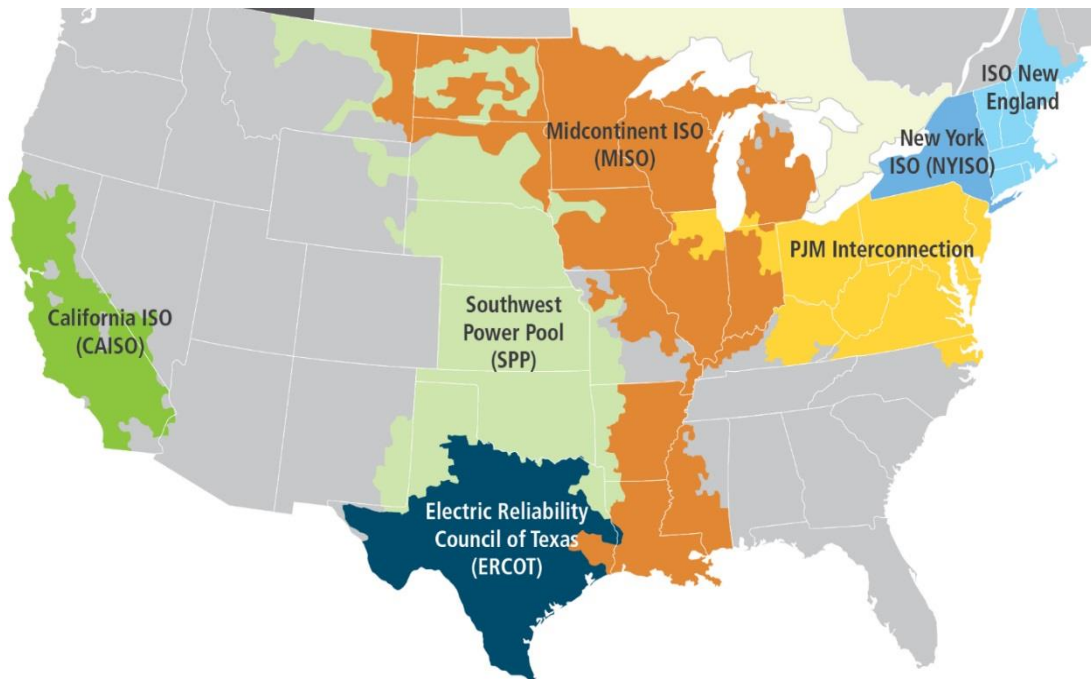 ISO New
England
Midcontinent ISO
(MISO)
New York
ISO (NYISO)
PJM Interconnection
California ISO
(CAISO)
Southwest
Power Pool
(SPP)
Electric Reliability
Council of Texas
(ERCOT)